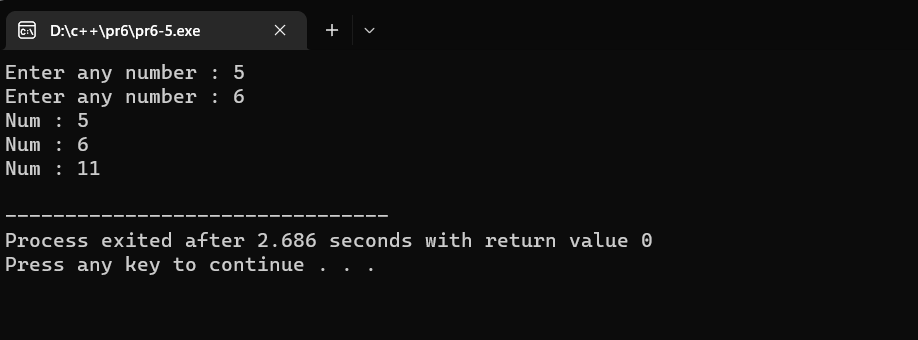 D:\c++\pr6\pr6-5.exe
Enter any number : 5
Enter any number : 6
Num : 5
Num : 6
Num : 11
--------------------------------
Process exited after 2.686 seconds with return value 0
Press any key to continue . . .